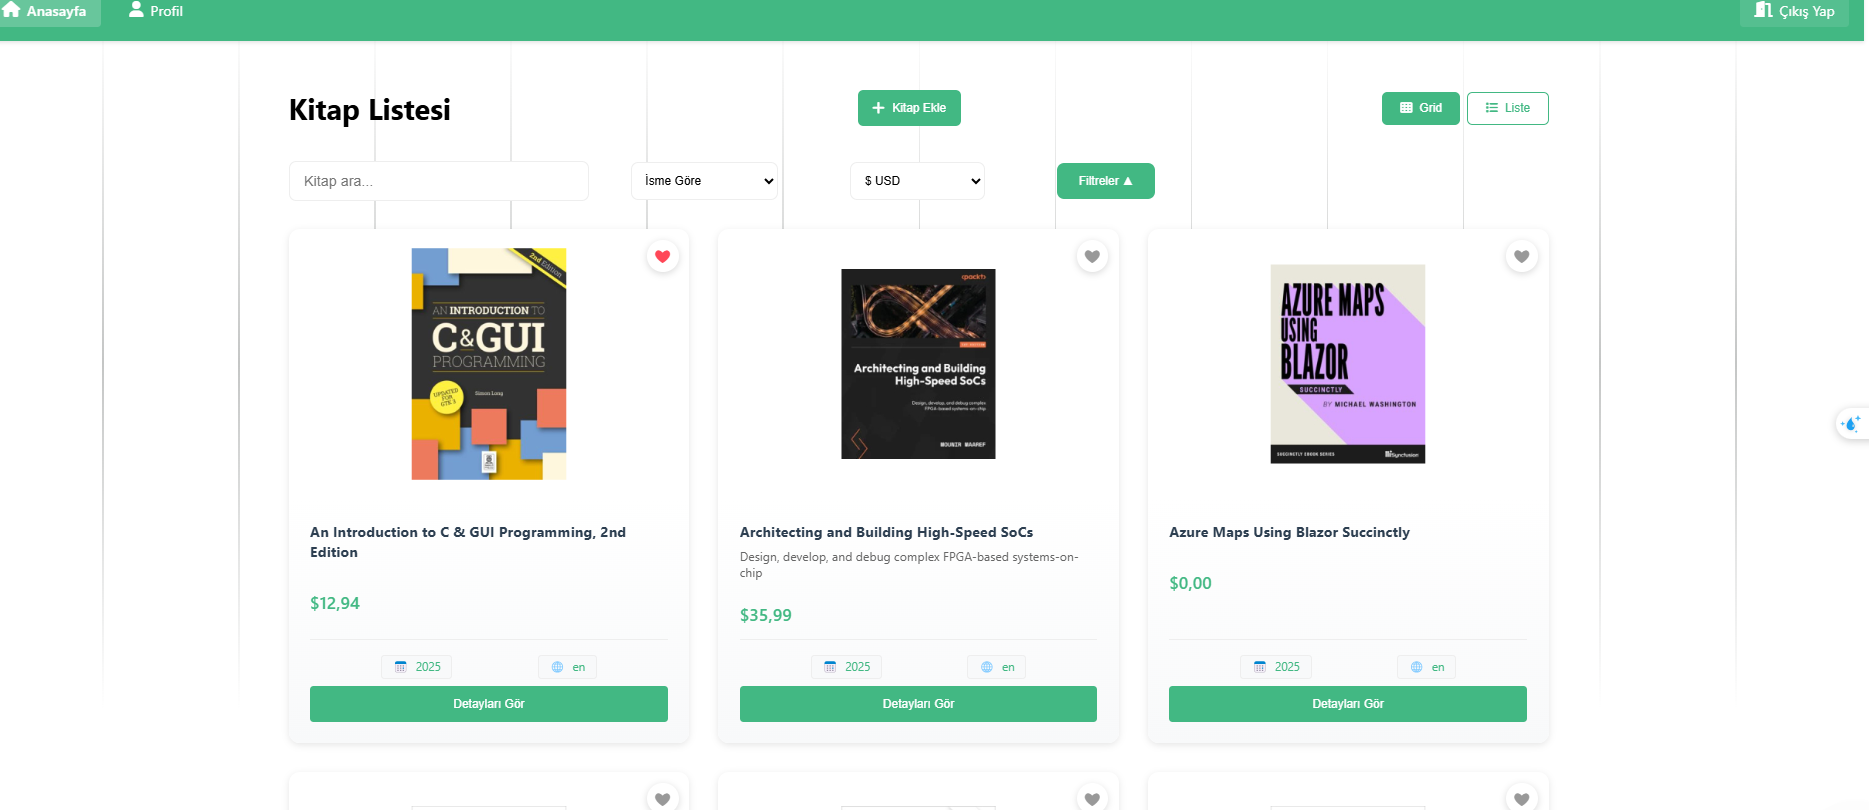 Anasayfa
Profil
Çıkış Yap
Kitap Listesi
Kitap Ekle
Grid
Liste
Kitap ara...
İsme Göre
$ USD
Filtreler ▲
2nd Edition
AN INTRODUCTION TO
C & GUI
PROGRAMMING
UPDATED
FOR
GTK 3
Simon Long
<packt>
Architecting and Building
High-Speed SoCs
Design, develop, and debug complex
FPGA-based systems-on-chip
MOUNIR MAAREF
AZURE MAPS
USING
BLAZOR
SUCCINCTLY
BY MICHAEL WASHINGTON
SUCCINCTLY EBOOK SERIES
Syncfusion
An Introduction to C & GUI Programming, 2nd
Edition
$12,94
2025
en
Detayları Gör
Architecting and Building High-Speed SoCs
Design, develop, and debug complex FPGA-based systems-on-
chip
$35,99
2025
en
Detayları Gör
Azure Maps Using Blazor Succinctly
$0,00
2025
en
Detayları Gör